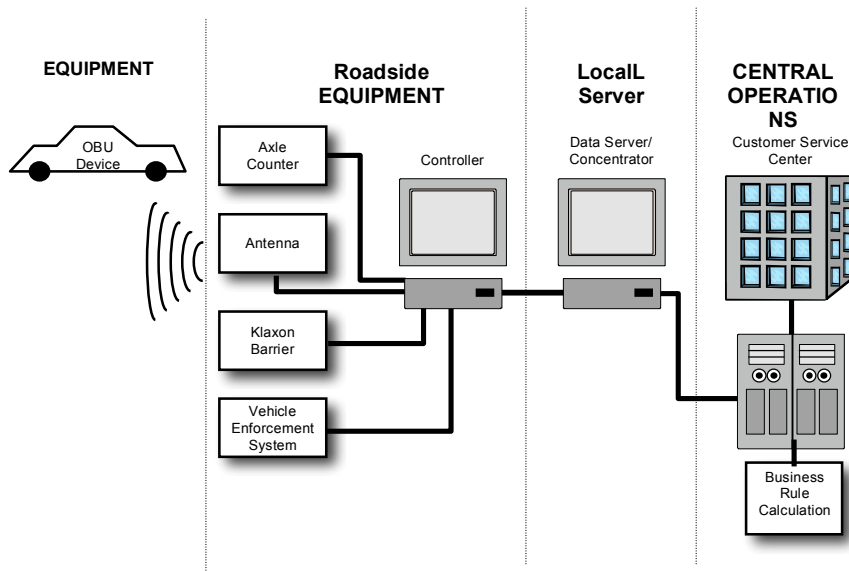 EQUIPMENT
OBU
Device
Roadside
EQUIPMENT
Axle
Counter
Antenna
Klaxon
Barrier
Vehicle
Enforcement
System
Controller
LocalL
Server
Data Server/
Concentrator
CENTRAL
OPERATIO
NS
Customer Service
Center
Business
Rule
Calculation